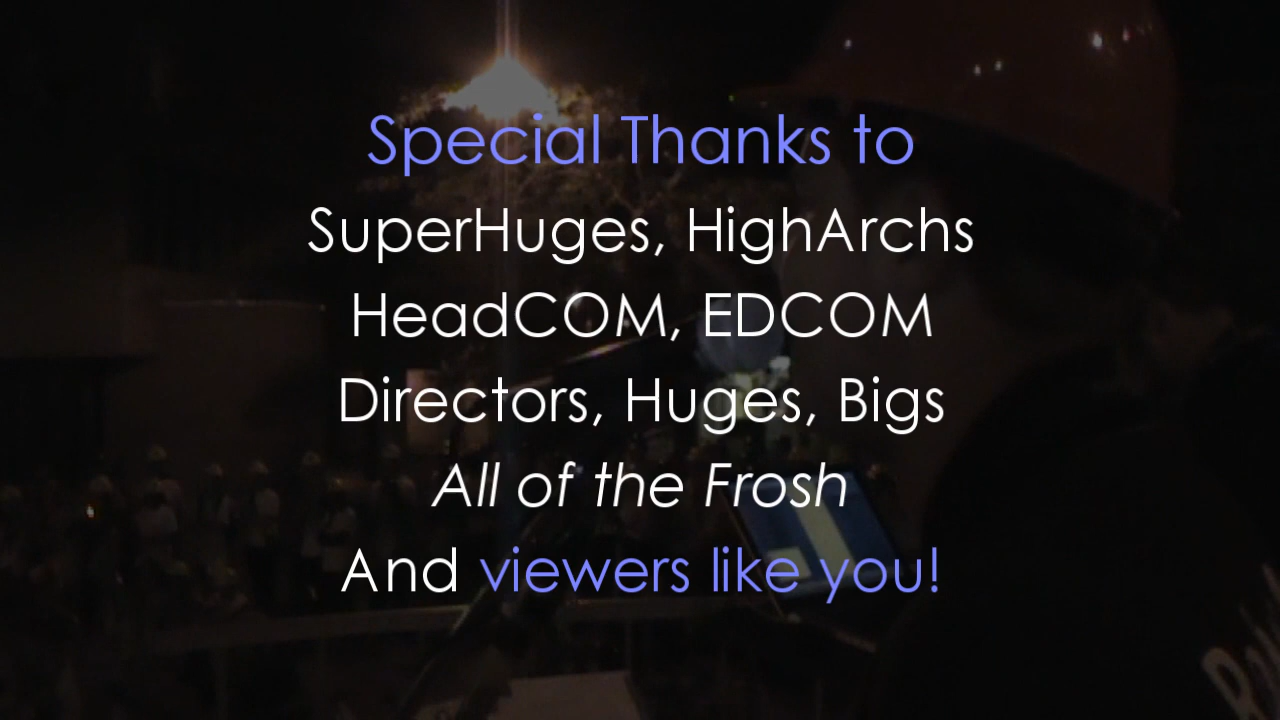 Special Thanks to
SuperHuges, HighArchs
HeadCOM, EDCOM
Directors, Huges, Bigs
All of the Frosh
And viewers like you!